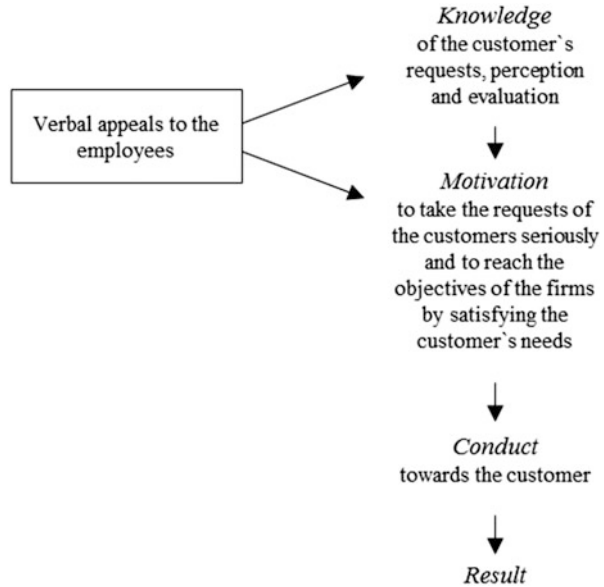 Knowledge
of the customer`s
requests, perception
and evaluation
Verbal appeals to the
employees
Motivation
to take the requests of
the customers seriously
and to reach the
objectives of the firms
by satisfying the
customer`s needs
Conduct
towards the customer
Result